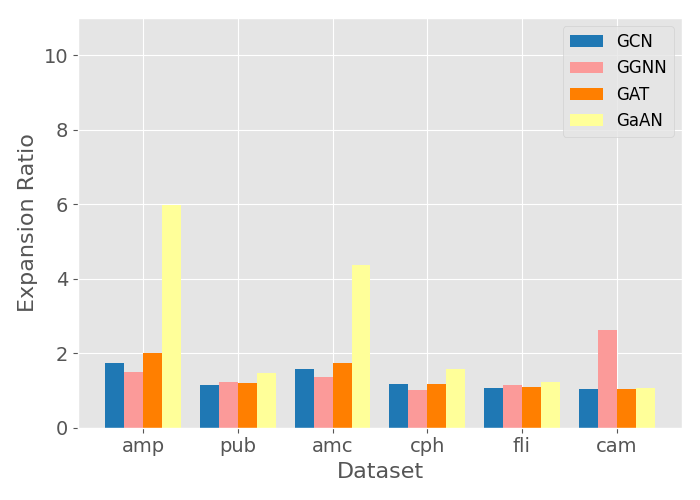 10
8
6
4
2
0
Expansion Ratio
GCN
GGNN
GAT
GaAN
amp pub amc cph fli cam
Dataset